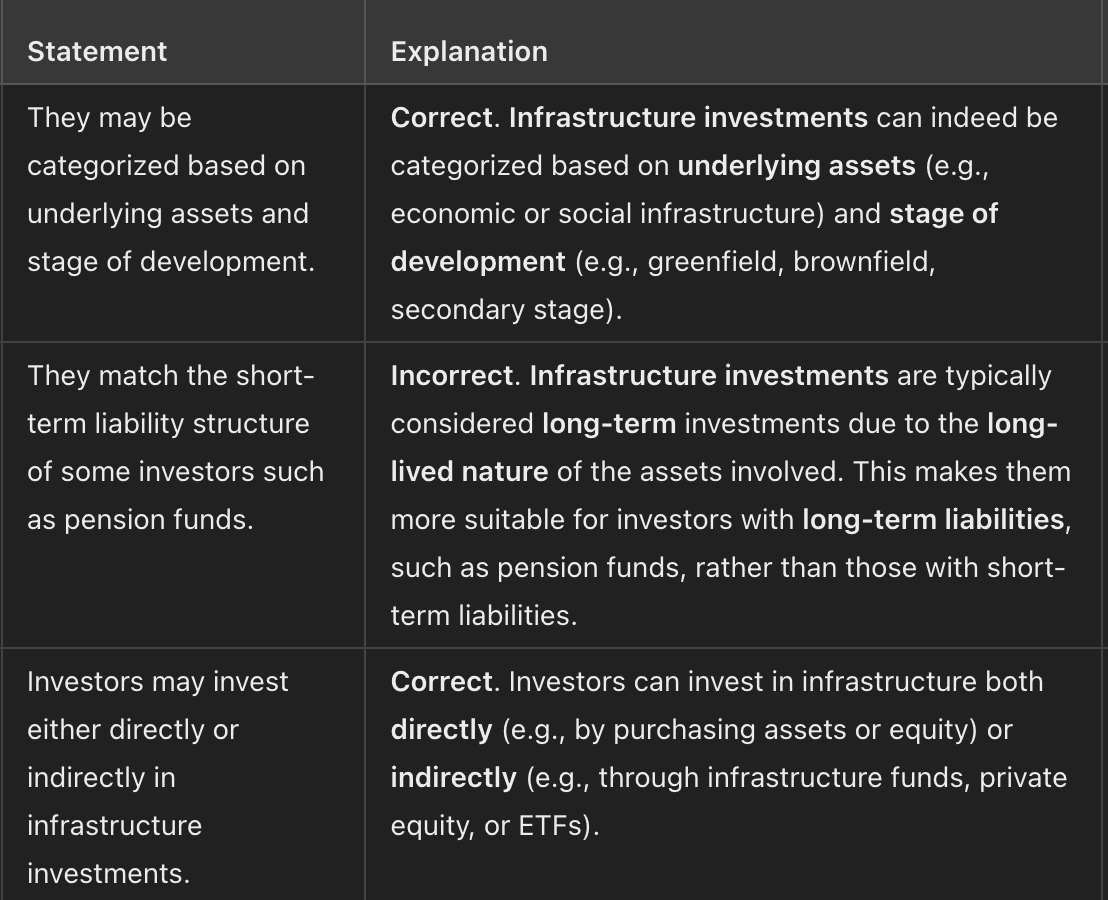 Statement
Explanation
They may be
categorized based on
underlying assets and
stage of development.
Correct. Infrastructure investments can indeed be
categorized based on underlying assets (e.g.,
economic or social infrastructure) and stage of
development (e.g., greenfield, brownfield,
secondary stage).
They match the short-
term liability structure
of some investors such
as pension funds.
Incorrect. Infrastructure investments are typically
considered long-term investments due to the long-
lived nature of the assets involved. This makes them
more suitable for investors with long-term liabilities,
such as pension funds, rather than those with short-
term liabilities.
Investors may invest
either directly or
indirectly in
infrastructure
investments.
Correct. Investors can invest in infrastructure both
directly (e.g., by purchasing assets or equity) or
indirectly (e.g., through infrastructure funds, private
equity, or ETFs).